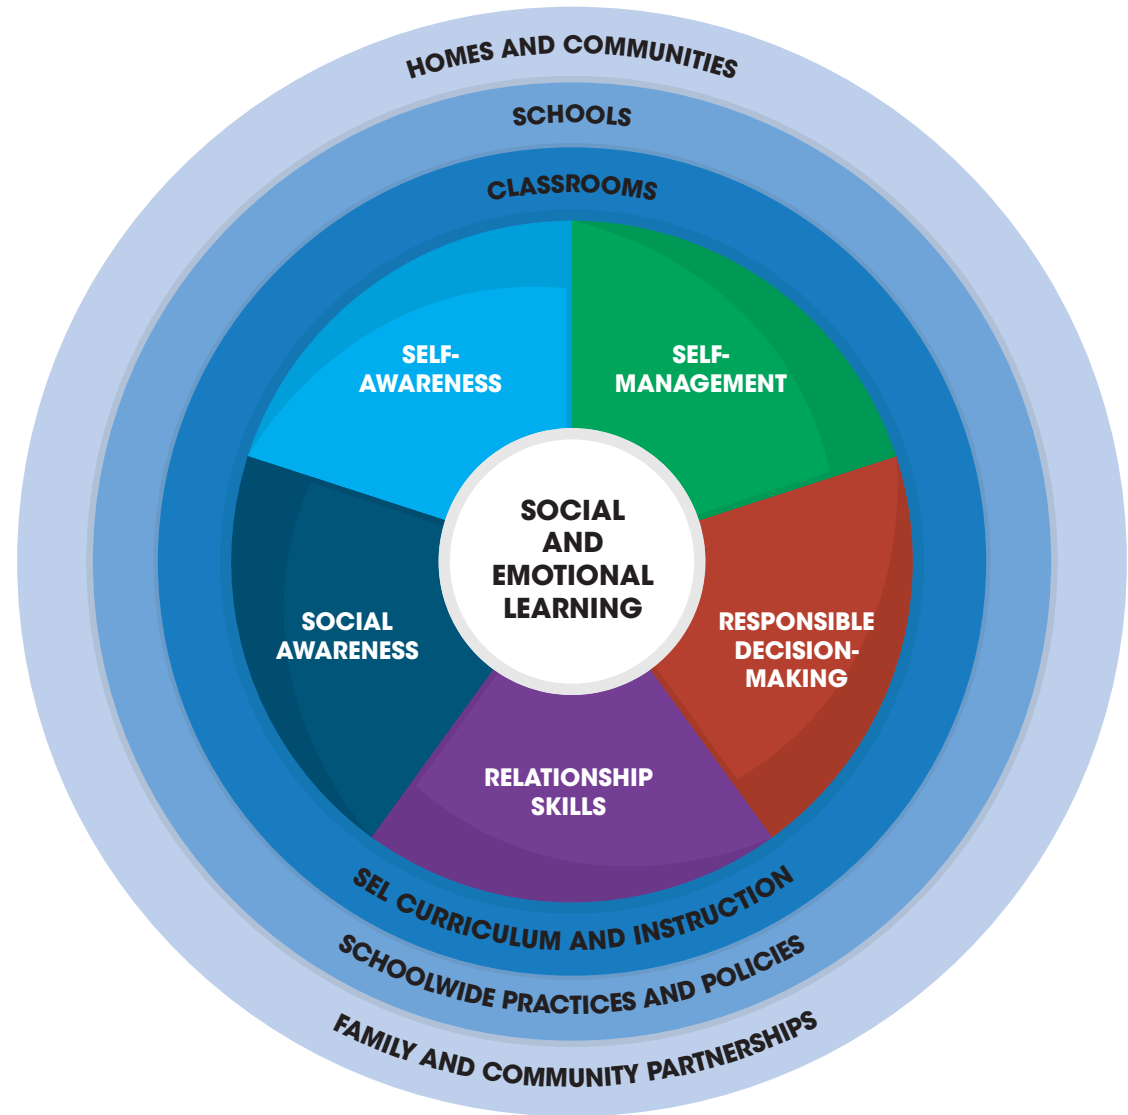 HOMES AND COMMUNITIES
SCHOOLS
CLASSROOMS
SELF-
AWARENESS
SELF-
MANAGEMENT
SOCIAL
AND
EMOTIONAL
LEARNING
SOCIAL
AWARENESS
RESPONSIBLE
DECISION-
MAKING
RELATIONSHIP
SKILLS
SEL CURRICULUM AND INSTRUCTION
SCHOOLWIDE PRACTICES AND POLICIES
FAMILY AND COMMUNITY PARTNERSHIPS